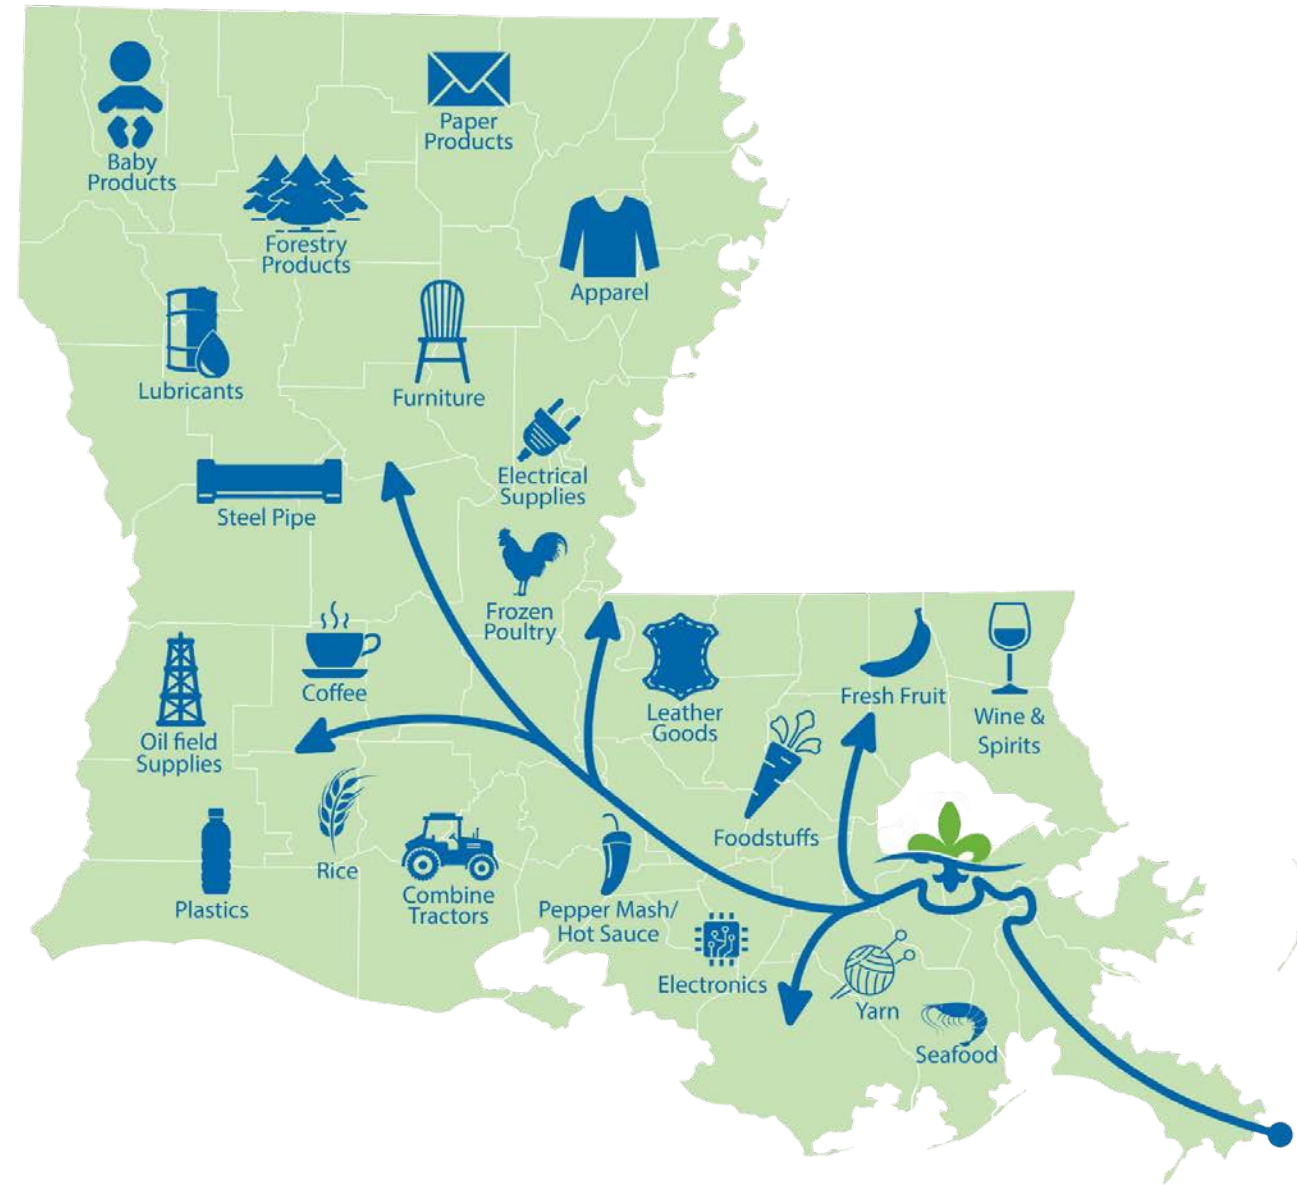 Paper
Products
Baby
Products
Forestry
Products
Apparel
Lubricants
Furniture
Electrical
Supplies
Steel Pipe
Frozen
Poultry
Coffee
Fresh Fruit
Leather
Goods
Wine &
Spirits
Oil field
Supplies
Foodstuffs
Rice
Combine
Tractors
Plastics
Pepper Mash/
Hot Sauce
Electronics
Yarn
Seafood